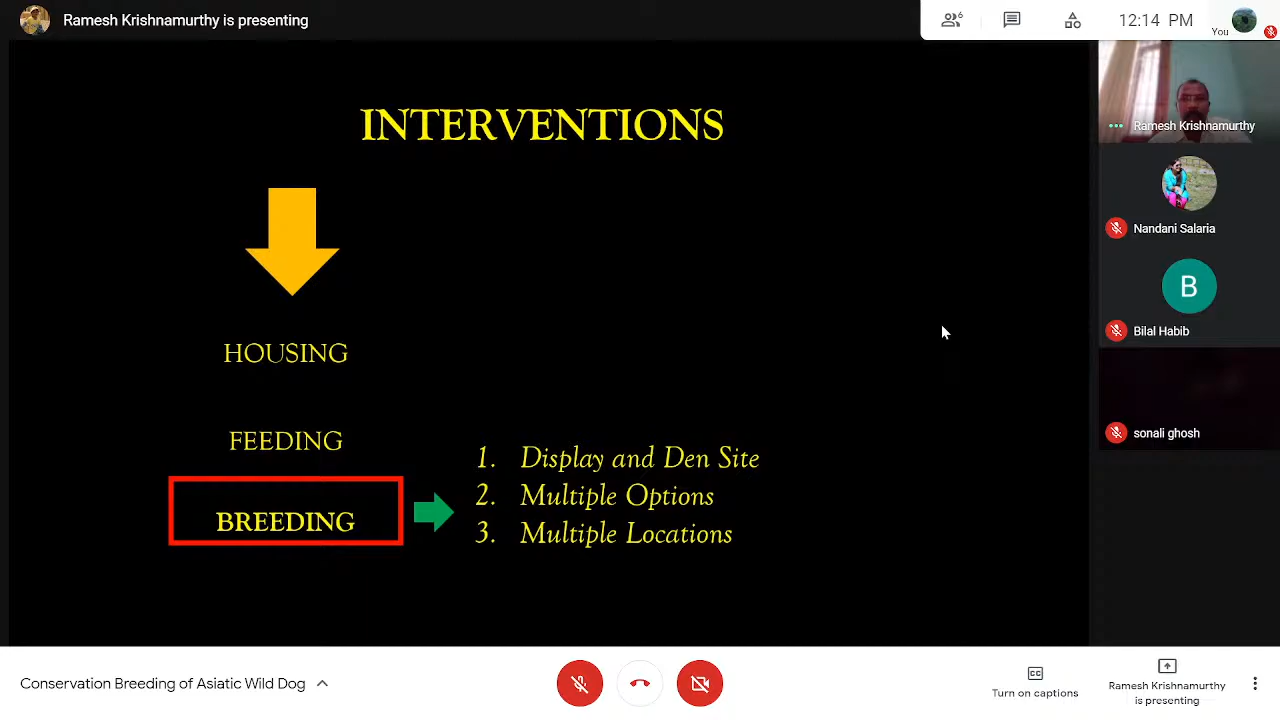 Ramesh Krishnamurthy is presenting
6
12:14 PM
You
INTERVENTIONS
HOUSING
FEEDING
BREEDING
1. Display and Den Site
2. Multiple Options
3. Multiple Locations
Ramesh Krishnamurthy
Nandani Salaria
B
Bilal Habib
sonali ghosh
Conservation Breeding of Asiatic Wild Dog
CC
Turn on captions
Ramesh Krishnamurthy
is presenting